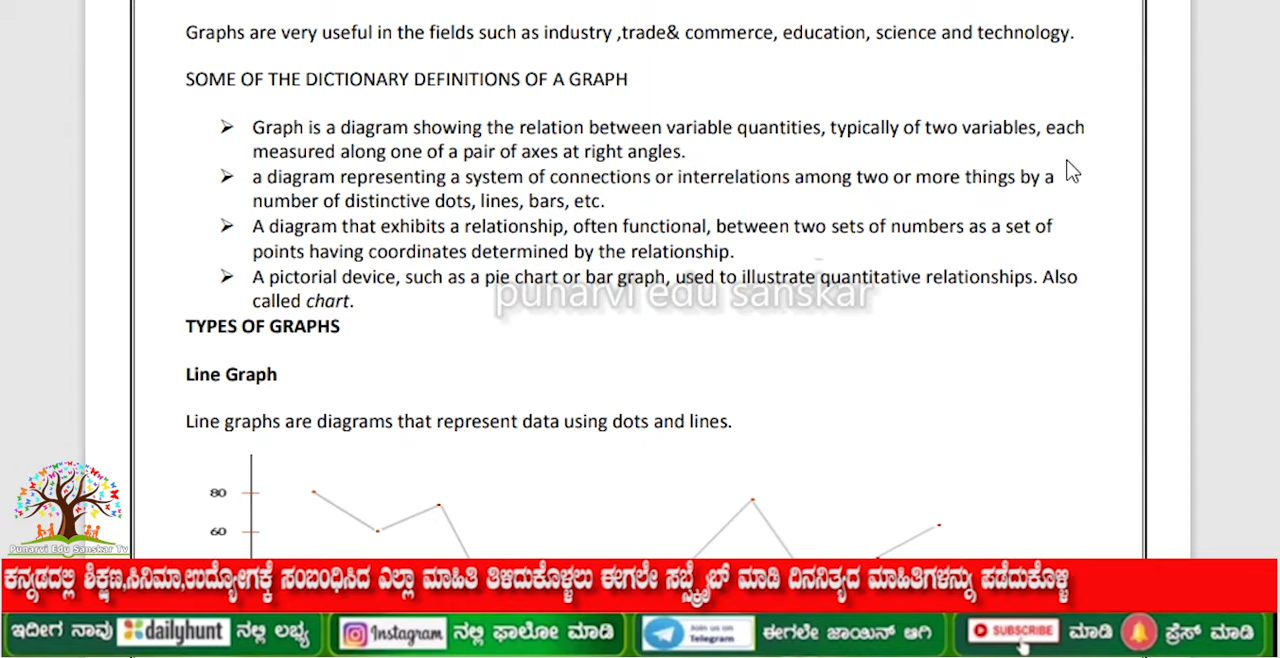 Graphs are very useful in the fields such as industry ,trade& commerce, education, science and technology.
SOME OF THE DICTIONARY DEFINITIONS OF A GRAPH
➢ Graph is a diagram showing the relation between variable quantities, typically of two variables, each
measured along one of a pair of axes at right angles.
➢ a diagram representing a system of connections or interrelations among two or more things by a
number of distinctive dots, lines, bars, etc.
➢ A diagram that exhibits a relationship, often functional, between two sets of numbers as a set of
points having coordinates determined by the relationship.
➢ A pictorial device, such as a pie chart or bar graph, used to illustrate quantitative relationships. Also
called chart.
punarvi edu sanskar
TYPES OF GRAPHS
Line Graph
Line graphs are diagrams that represent data using dots and lines.
80
60
Punarvi Edu Sanskar Tv
ಕನ್ನಡದಲ್ಲಿ ಶಿಕ್ಷಣ,ಸಿನಿಮಾ,ಉದ್ಯೋಗಕ್ಕೆ ಸಂಬಂಧಿಸಿದ ಎಲ್ಲಾ ಮಾಹಿತಿ ತಿಳಿದುಕೊಳ್ಳಲು ಈಗಲೇ ಸಬ್ಸ್ಕ್ರೈಬ್ ಮಾಡಿ ದಿನನಿತ್ಯದ ಮಾಹಿತಿಗಳನ್ನು ಪಡೆದುಕೊಳ್ಳಿ
ಇದೀಗ ನಾವು dailyhunt ನಲ್ಲಿ ಲಭ್ಯ
Instagram ನಲ್ಲಿ ಫಾಲೋ ಮಾಡಿ
Join us on
Telegram ಈಗಲೇ ಜಾಯಿನ್ ಆಗಿ
SUBSCRIBE ಮಾಡಿ ಪ್ರೆಸ್ ಮಾಡಿ